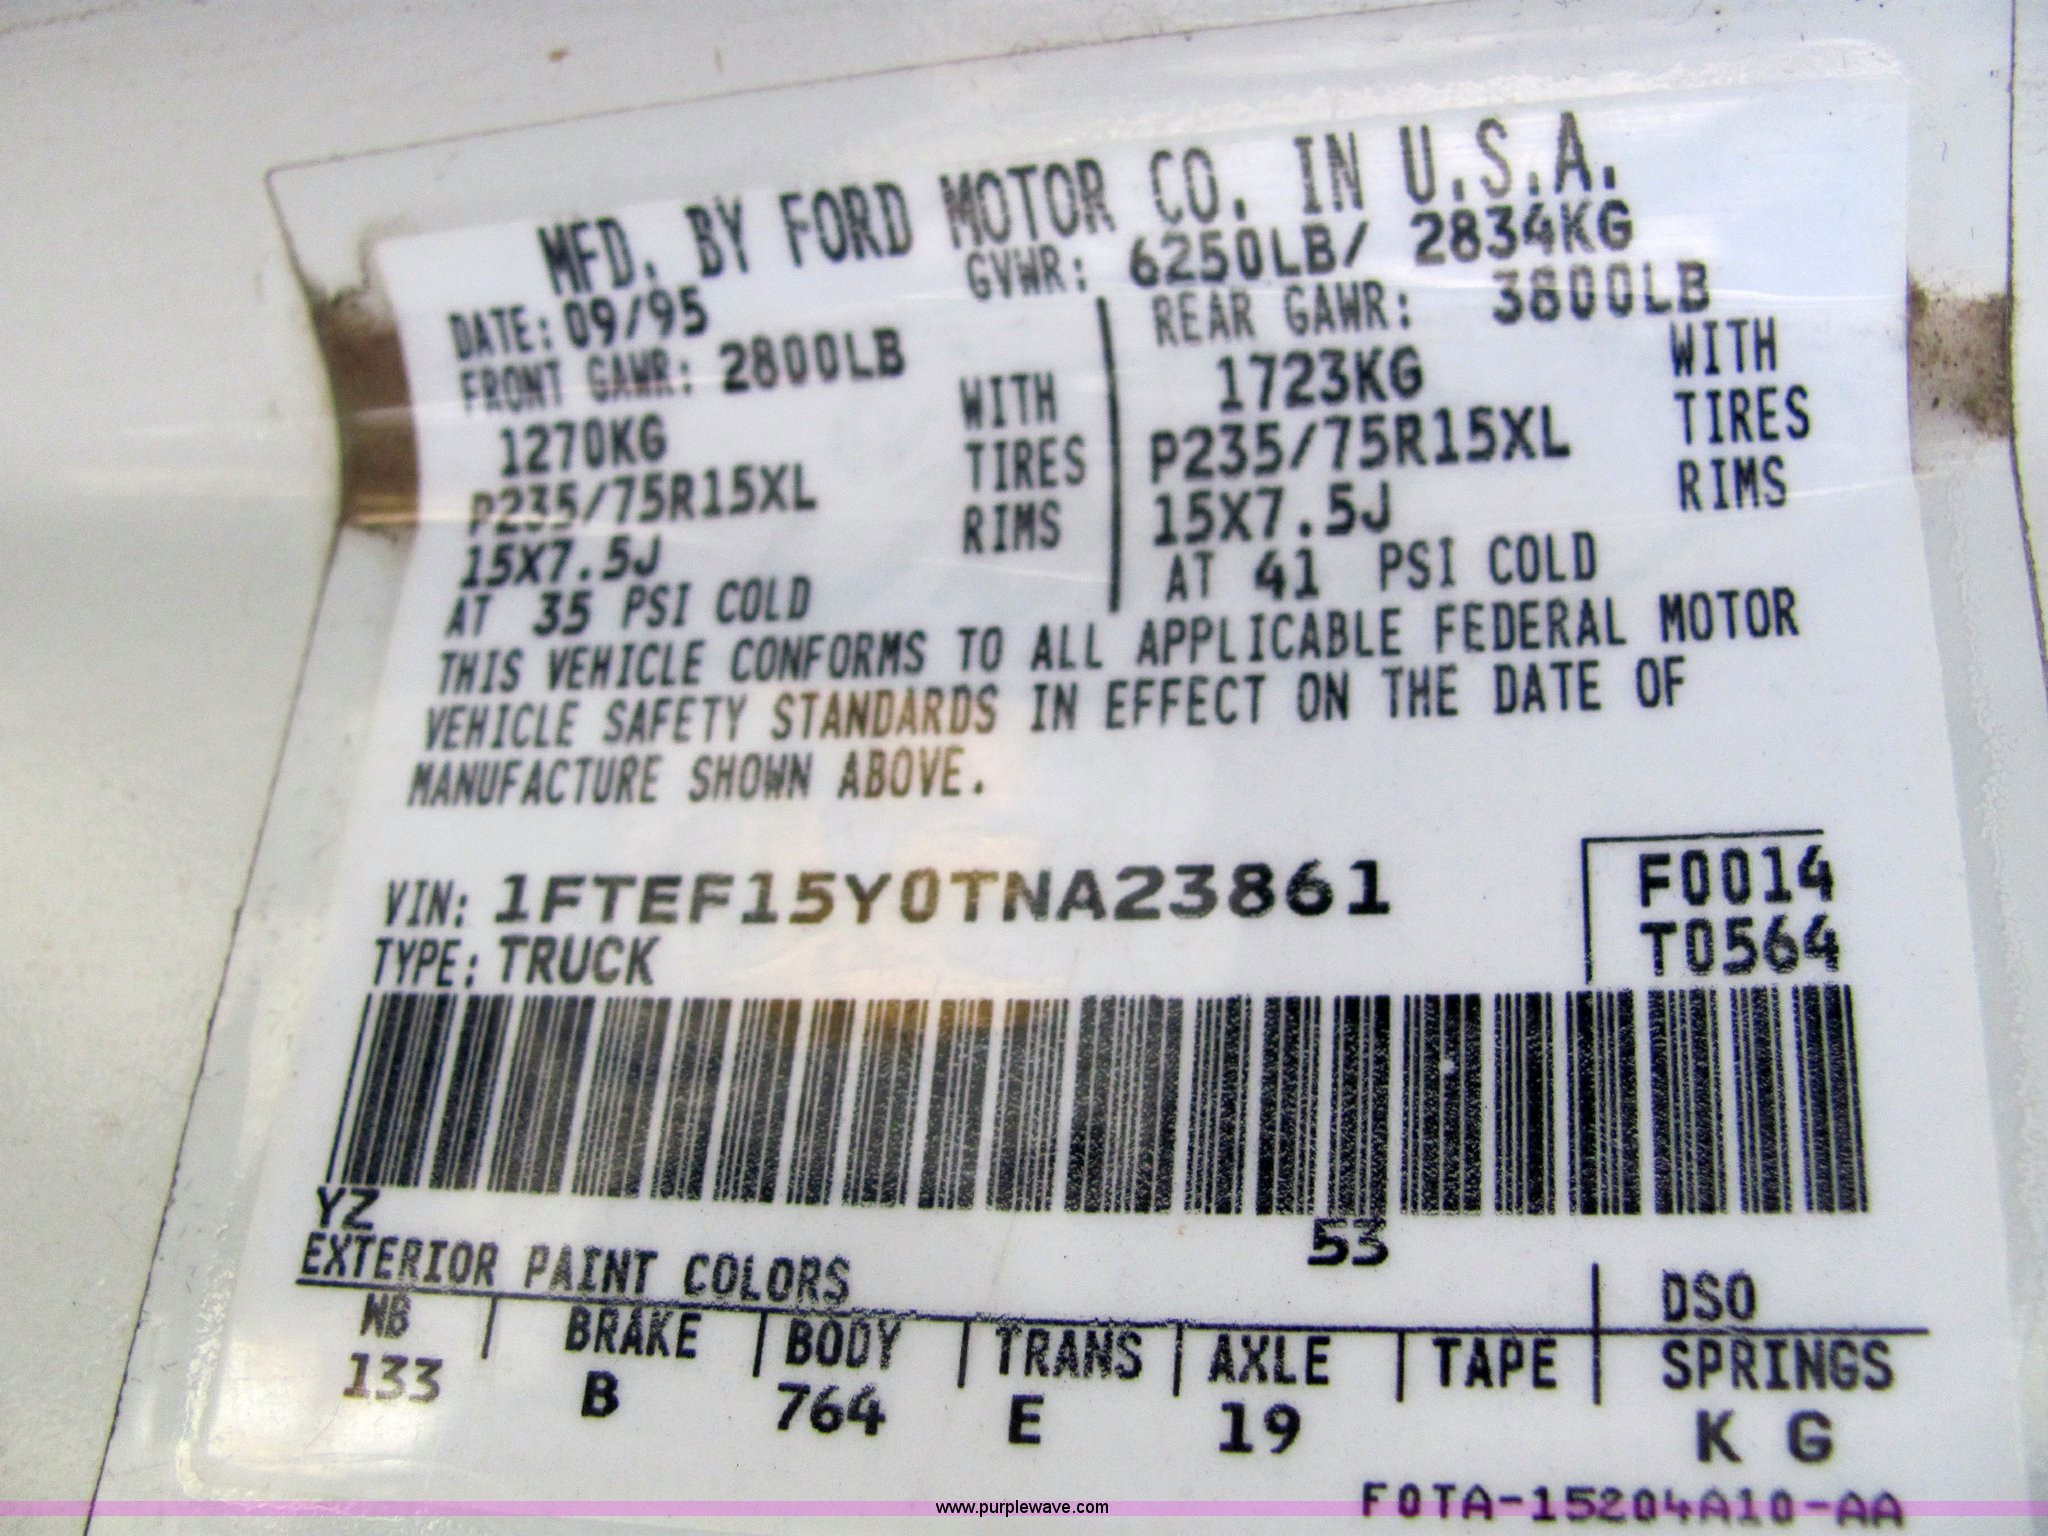 MFD. BY FORD MOTOR CO. IN U.S.A.
DATE: 09/95 GVWR: 6250LB/ 2834KG
FRONT GAWR: 2800LB REAR GAWR: 3800LB
1270KG WITH 1723KG WITH
P235/75R15XL TIRES P235/75R15XL TIRES
15X7.5J RIMS 15X7.5J RIMS
AT 35 PSI COLD AT 41 PSI COLD
THIS VEHICLE CONFORMS TO ALL APPLICABLE FEDERAL MOTOR
VEHICLE SAFETY STANDARDS IN EFFECT ON THE DATE OF
MANUFACTURE SHOWN ABOVE.
VIN: 1FTEF15Y0TNA23861 F0014
TYPE: TRUCK T0564
YZ 53
EXTERIOR PAINT COLORS DSO
WB BRAKE BODY TRANS AXLE TAPE SPRINGS
133 B 764 E 19 K G
F0TA-15204A10-AA
www.purplewave.com